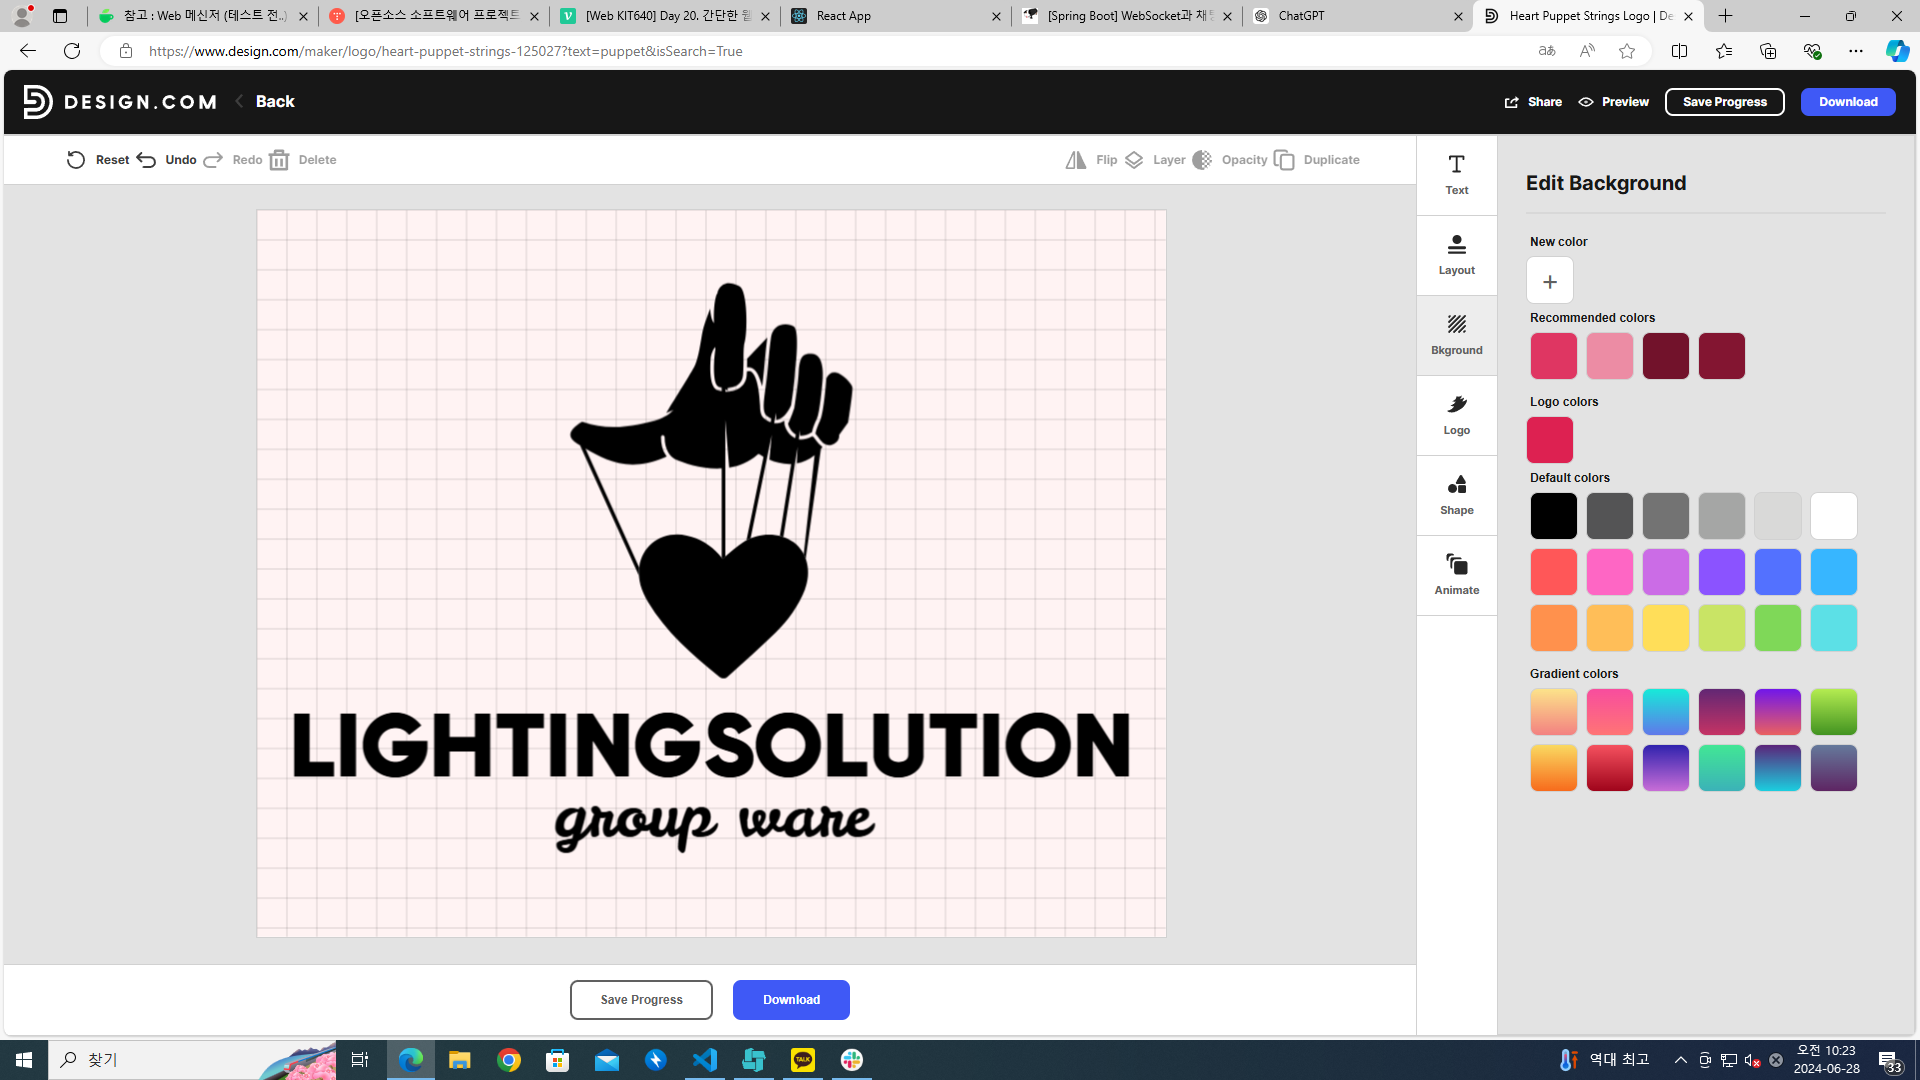 참고 : Web 메신저 (테스트 전..)
[오픈소스 소프트웨어 프로젝트
[Web KIT640] Day 20. 간단한 웹
React App
[Spring Boot] WebSocket과 채팅
ChatGPT
Heart Puppet Strings Logo | De
https://www.design.com/maker/logo/heart-puppet-strings-125027?text=puppet&isSearch=True
DESIGN.COM
Back
Share
Preview
Save Progress
Download
Reset
Undo
Redo
Delete
Flip
Layer
Opacity
Duplicate
Text
Layout
Bkground
Logo
Shape
Animate
Edit Background
New color
Recommended colors
Logo colors
Default colors
Gradient colors
LIGHTINGSOLUTION
group ware
Save Progress
Download
찾기
TALK
역대 최고
오전 10:23
2024-06-28
33